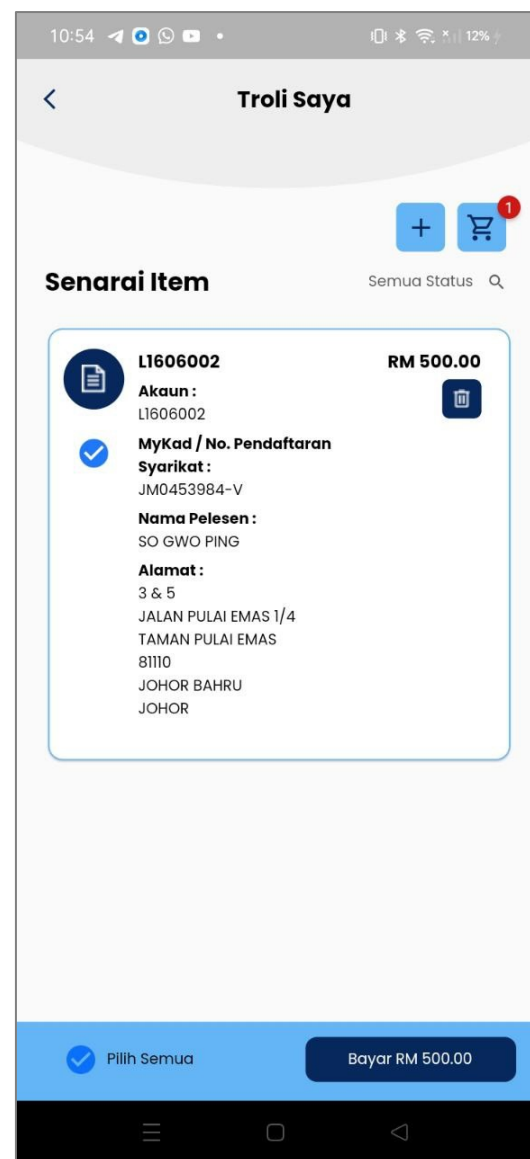 10:54
12%
Troli Saya
1
Senarai Item
Semua Status
L1606002
RM 500.00
Akaun :
L1606002
MyKad / No. Pendaftaran
Syarikat :
JM0453984-V
Nama Pelesen :
SO GWO PING
Alamat :
3 & 5
JALAN PULAI EMAS 1/4
TAMAN PULAI EMAS
81110
JOHOR BAHRU
JOHOR
Pilih Semua
Bayar RM 500.00